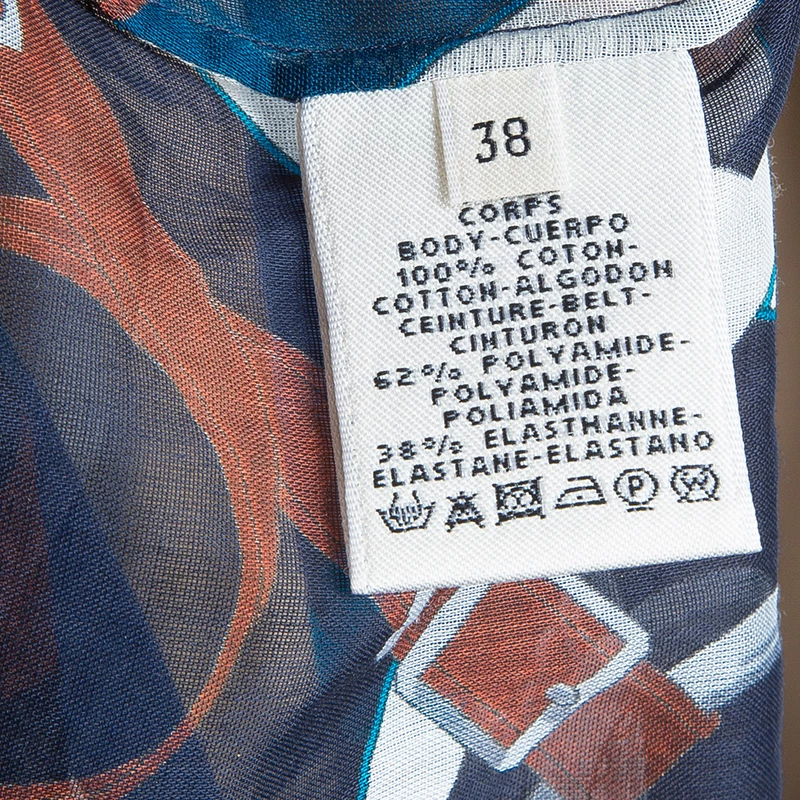 38
CORPS
BODY-CUERPO
100% COTON-
COTTON-ALGODON
CEINTURE-BELT-
CINTURON
62% POLYAMIDE-
POLYAMIDE-
POLIAMIDA
38% ELASTHANNE-
ELASTANE-ELASTANO
P W